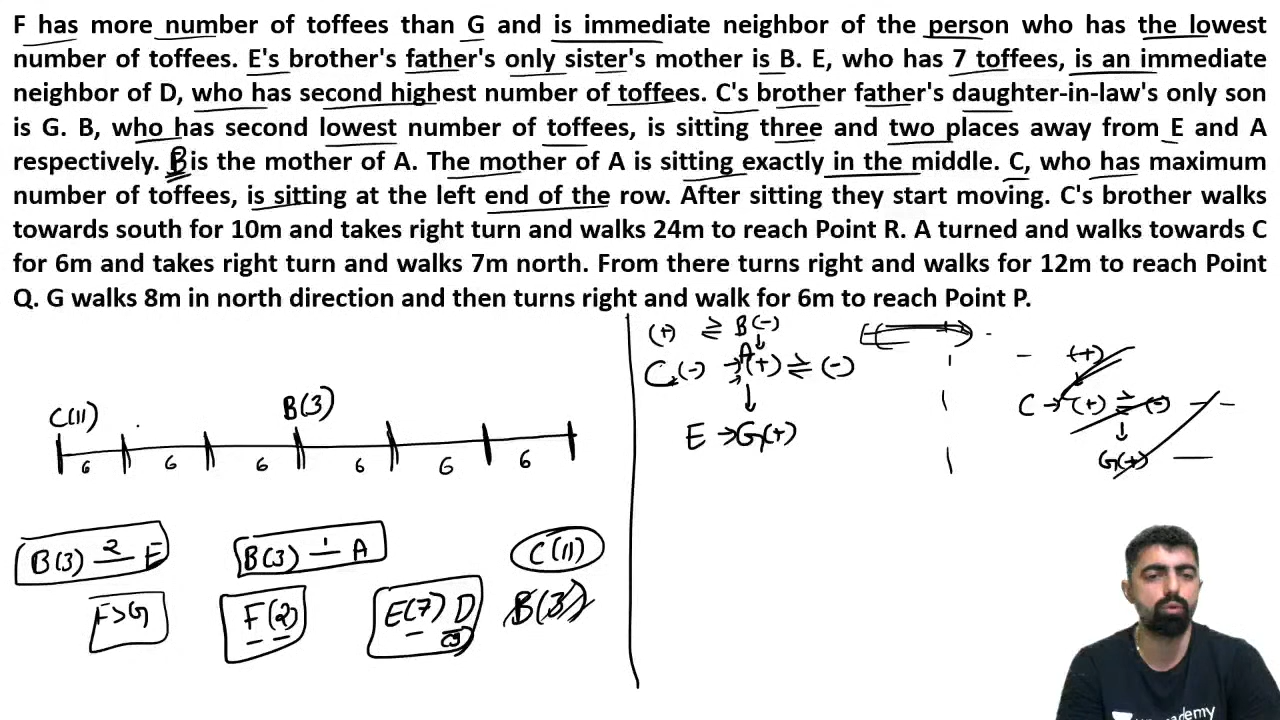 F has more number of toffees than G and is immediate neighbor of the person who has the lowest
number of toffees. E's brother's father's only sister's mother is B. E, who has 7 toffees, is an immediate
neighbor of D, who has second highest number of toffees. C's brother father's daughter-in-law's only son
is G. B, who has second lowest number of toffees, is sitting three and two places away from E and A
respectively. B is the mother of A. The mother of A is sitting exactly in the middle. C, who has maximum
number of toffees, is sitting at the left end of the row. After sitting they start moving. C's brother walks
towards south for 10m and takes right turn and walks 24m to reach Point R. A turned and walks towards C
for 6m and takes right turn and walks 7m north. From there turns right and walks for 12m to reach Point
Q. G walks 8m in north direction and then turns right and walk for 6m to reach Point P.
(+) ⇌ B(-)
C(-) → A(+) ⇌ (-)
E → G(+)
(+)
C → (+) ⇌ (-)
G(+)
C(11) B(3)
6 6 6 6 6 6
B(3) 2 E B(3) 1 A C(11)
F>G F(2) E(7) D B(3)